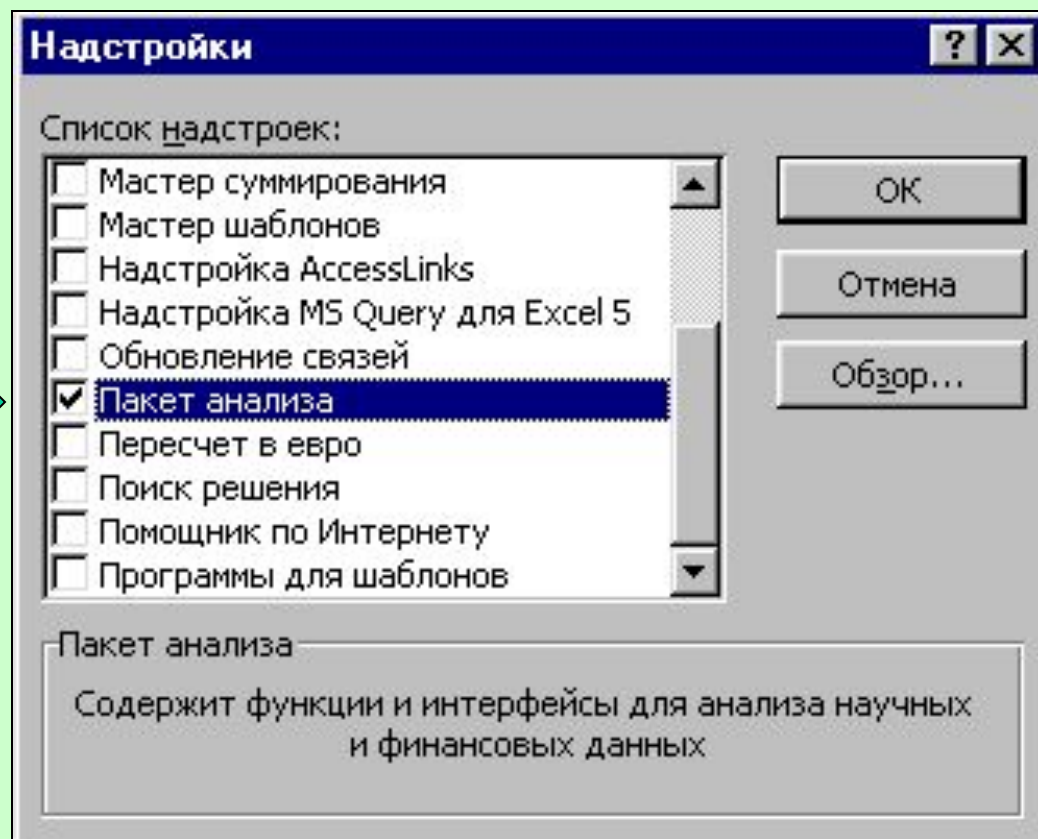 Надстройки
Список надстроек:
Мастер суммирования
Мастер шаблонов
Надстройка AccessLinks
Надстройка MS Query для Excel 5
Обновление связей
Пакет анализа
Пересчет в евро
Поиск решения
Помощник по Интернету
Программы для шаблонов
ОК
Отмена
Обзор...
Пакет анализа
Содержит функции и интерфейсы для анализа научных
и финансовых данных